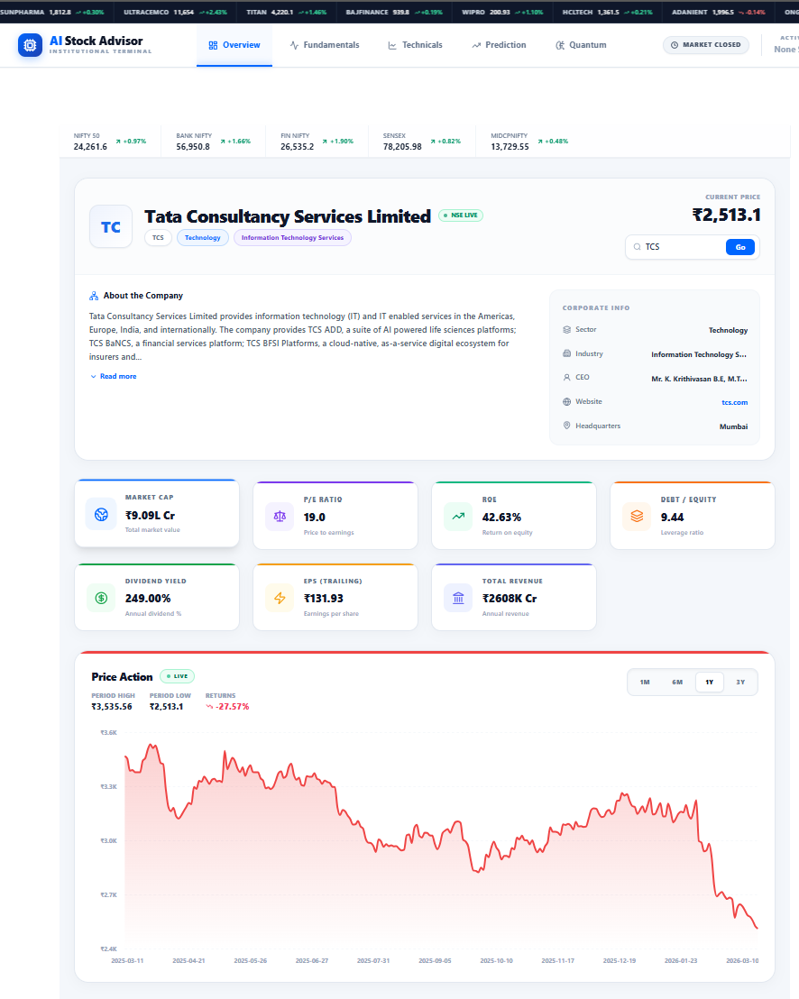 SUNPHARMA 1,812.8 +0.30% ULTRACEMCO 11,654 +2.43% TITAN 4,220.1 +1.46% BAJFINANCE 939.8 +0.19% WIPRO 200.93 +1.10% HCLTECH 1,361.5 +0.21% ADANIENT 1,996.5 -0.14% ONG
AI Stock Advisor
INSTITUTIONAL TERMINAL
Overview Fundamentals Technicals Prediction Quantum
MARKET CLOSED
ACTIV
None S
NIFTY 50 BANK NIFTY FIN NIFTY SENSEX MIDCPNIFTY
24,261.6 +0.97% 56,950.8 +1.66% 26,535.2 +1.90% 78,205.98 +0.82% 13,729.55 +0.48%
TC
Tata Consultancy Services Limited NSE LIVE
TCS Technology Information Technology Services
CURRENT PRICE
₹2,513.1
TCS Go
About the Company
Tata Consultancy Services Limited provides information technology (IT) and IT enabled services in the Americas,
Europe, India, and internationally. The company provides TCS ADD, a suite of AI powered life sciences platforms;
TCS BaNCS, a financial services platform; TCS BFSI Platforms, a cloud-native, as-a-service digital ecosystem for
insurers and...
Read more
CORPORATE INFO
Sector Technology
Industry Information Technology S...
CEO Mr. K. Krithivasan B.E, M.T...
Website tcs.com
Headquarters Mumbai
MARKET CAP
₹9.09L Cr
Total market value
P/E RATIO
19.0
Price to earnings
ROE
42.63%
Return on equity
DEBT / EQUITY
9.44
Leverage ratio
DIVIDEND YIELD
249.00%
Annual dividend %
EPS (TRAILING)
₹131.93
Earnings per share
TOTAL REVENUE
₹2608K Cr
Annual revenue
Price Action LIVE
1M 6M 1Y 3Y
PERIOD HIGH PERIOD LOW RETURNS
₹3,535.56 ₹2,513.1 -27.57%
₹3.6K
₹3.3K
₹3.0K
₹2.7K
₹2.4K
2025-03-11 2025-04-21 2025-05-26 2025-06-27 2025-07-31 2025-09-05 2025-10-10 2025-11-17 2025-12-19 2026-01-23 2026-03-10